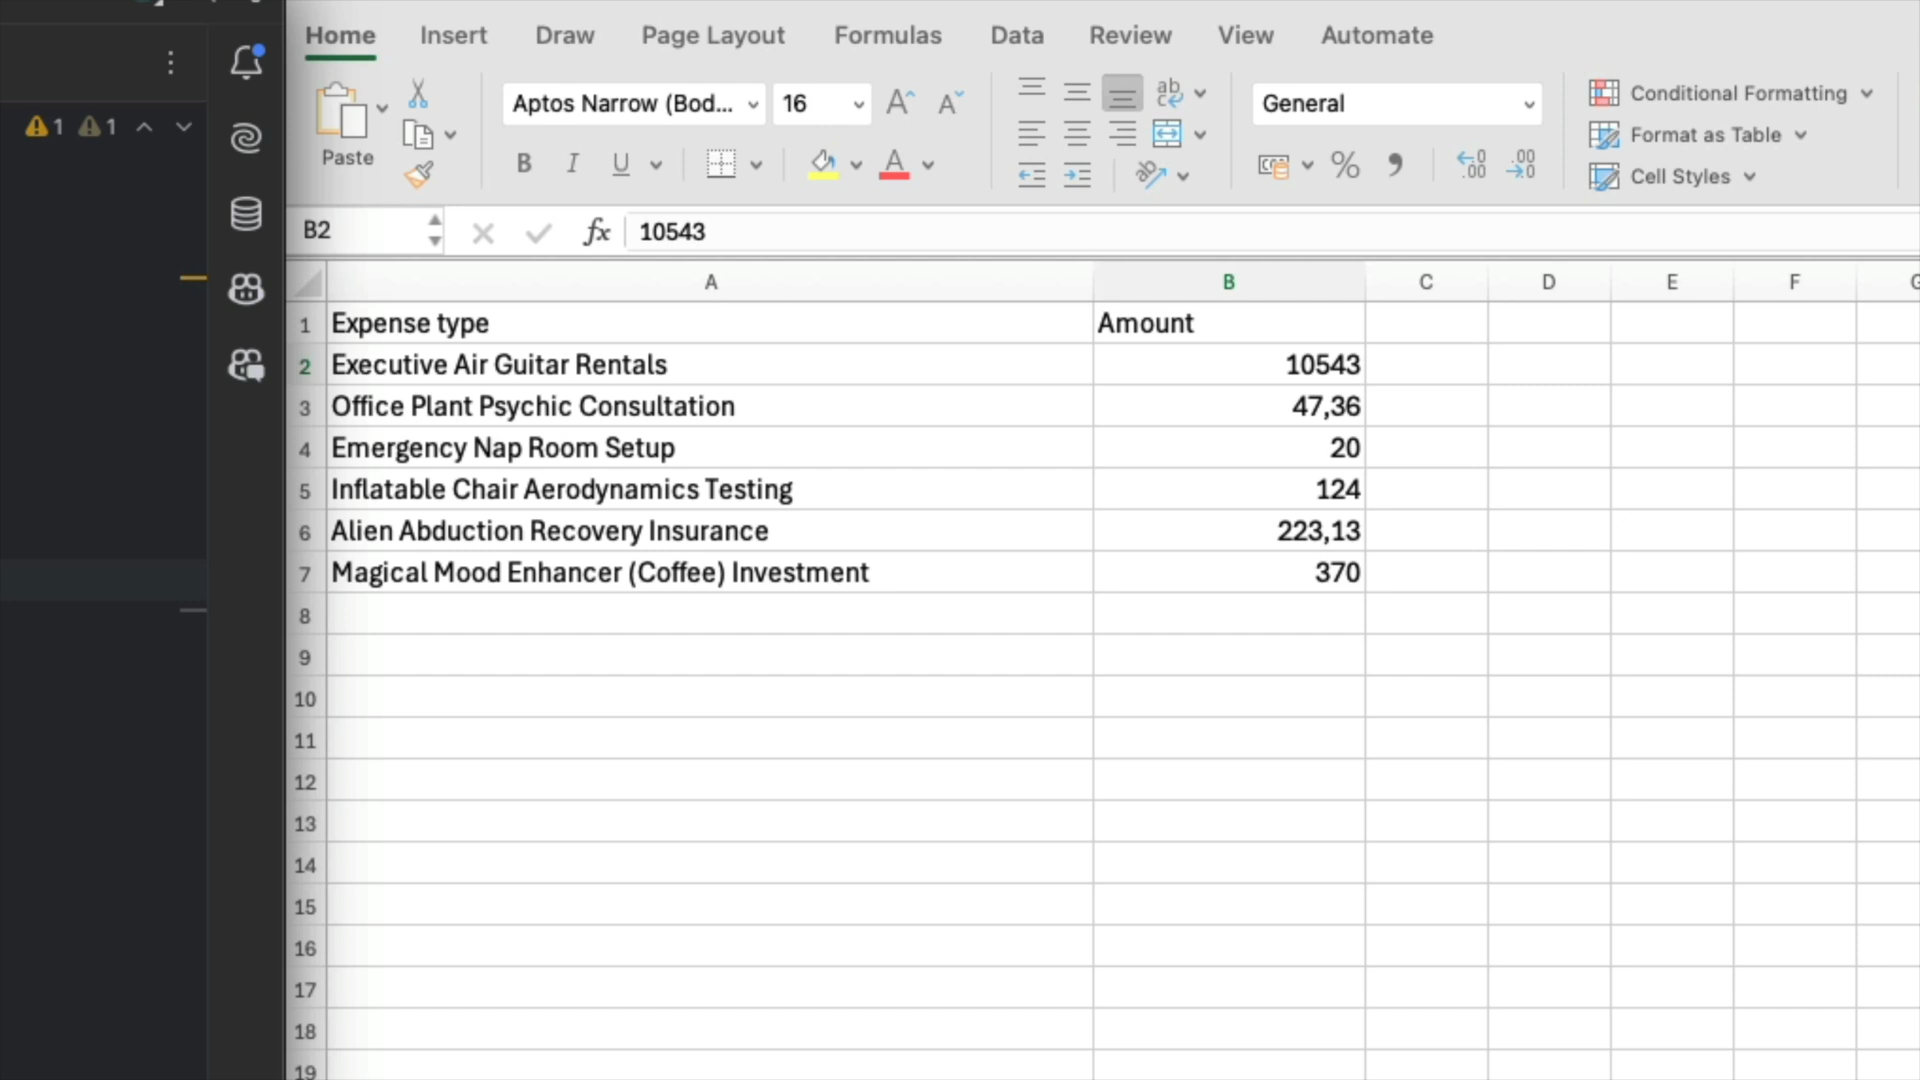 Home Insert Draw Page Layout Formulas Data Review View Automate
Aptos Narrow (Bod... 16 General Conditional Formatting
1 1 Format as Table
Paste B I U Cell Styles
B2 fx 10543
A B C D E F G
1 Expense type Amount
2 Executive Air Guitar Rentals 10543
3 Office Plant Psychic Consultation 47,36
4 Emergency Nap Room Setup 20
5 Inflatable Chair Aerodynamics Testing 124
6 Alien Abduction Recovery Insurance 223,13
7 Magical Mood Enhancer (Coffee) Investment 370
8
9
10
11
12
13
14
15
16
17
18
19